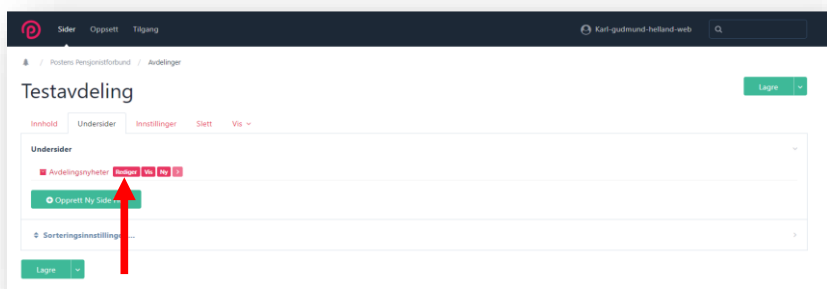 Sider Oppsett Tilgang Karl-gudmund-helland-web
/ Postens Pensjonistforbund / Avdelinger
Testavdeling
Lagre
Innhold Undersider Innstillinger Slett Vis
Undersider
Avdelingsnyheter Rediger Vis Ny
Opprett Ny Side
Sorteringsinnstillinger...
Lagre